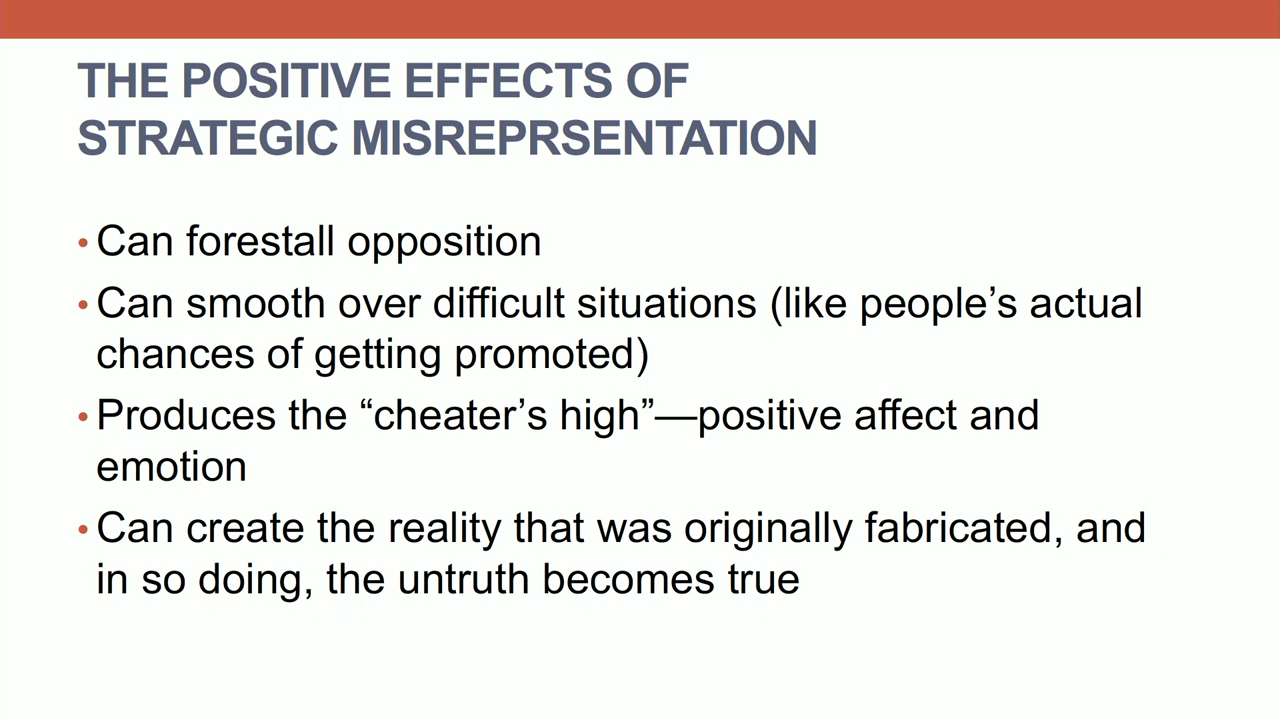 THE POSITIVE EFFECTS OF
STRATEGIC MISREPRSENTATION
• Can forestall opposition
• Can smooth over difficult situations (like people’s actual
chances of getting promoted)
• Produces the “cheater’s high”—positive affect and
emotion
• Can create the reality that was originally fabricated, and
in so doing, the untruth becomes true